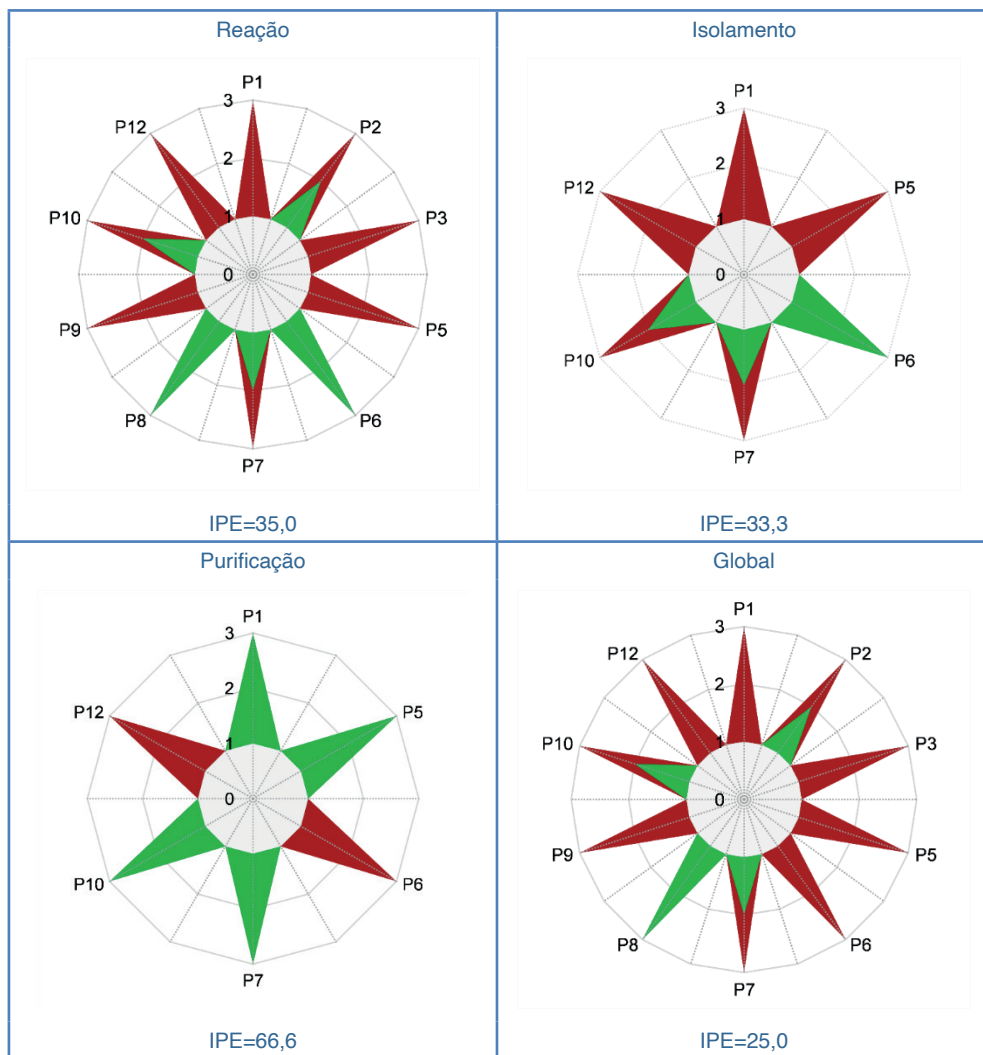 Reação
P1
3
P12
P2
2
P10
P3
1
0
P9
P5
P8
P6
P7
IPE=35,0
Isolamento
P1
3
2
P12
P5
1
0
P10
P6
P7
IPE=33,3
Purificação
P1
3
2
P12
P5
1
0
P10
P6
P7
IPE=66,6
Global
P1
3
P12
P2
2
P10
P3
1
0
P9
P5
P8
P6
P7
IPE=25,0